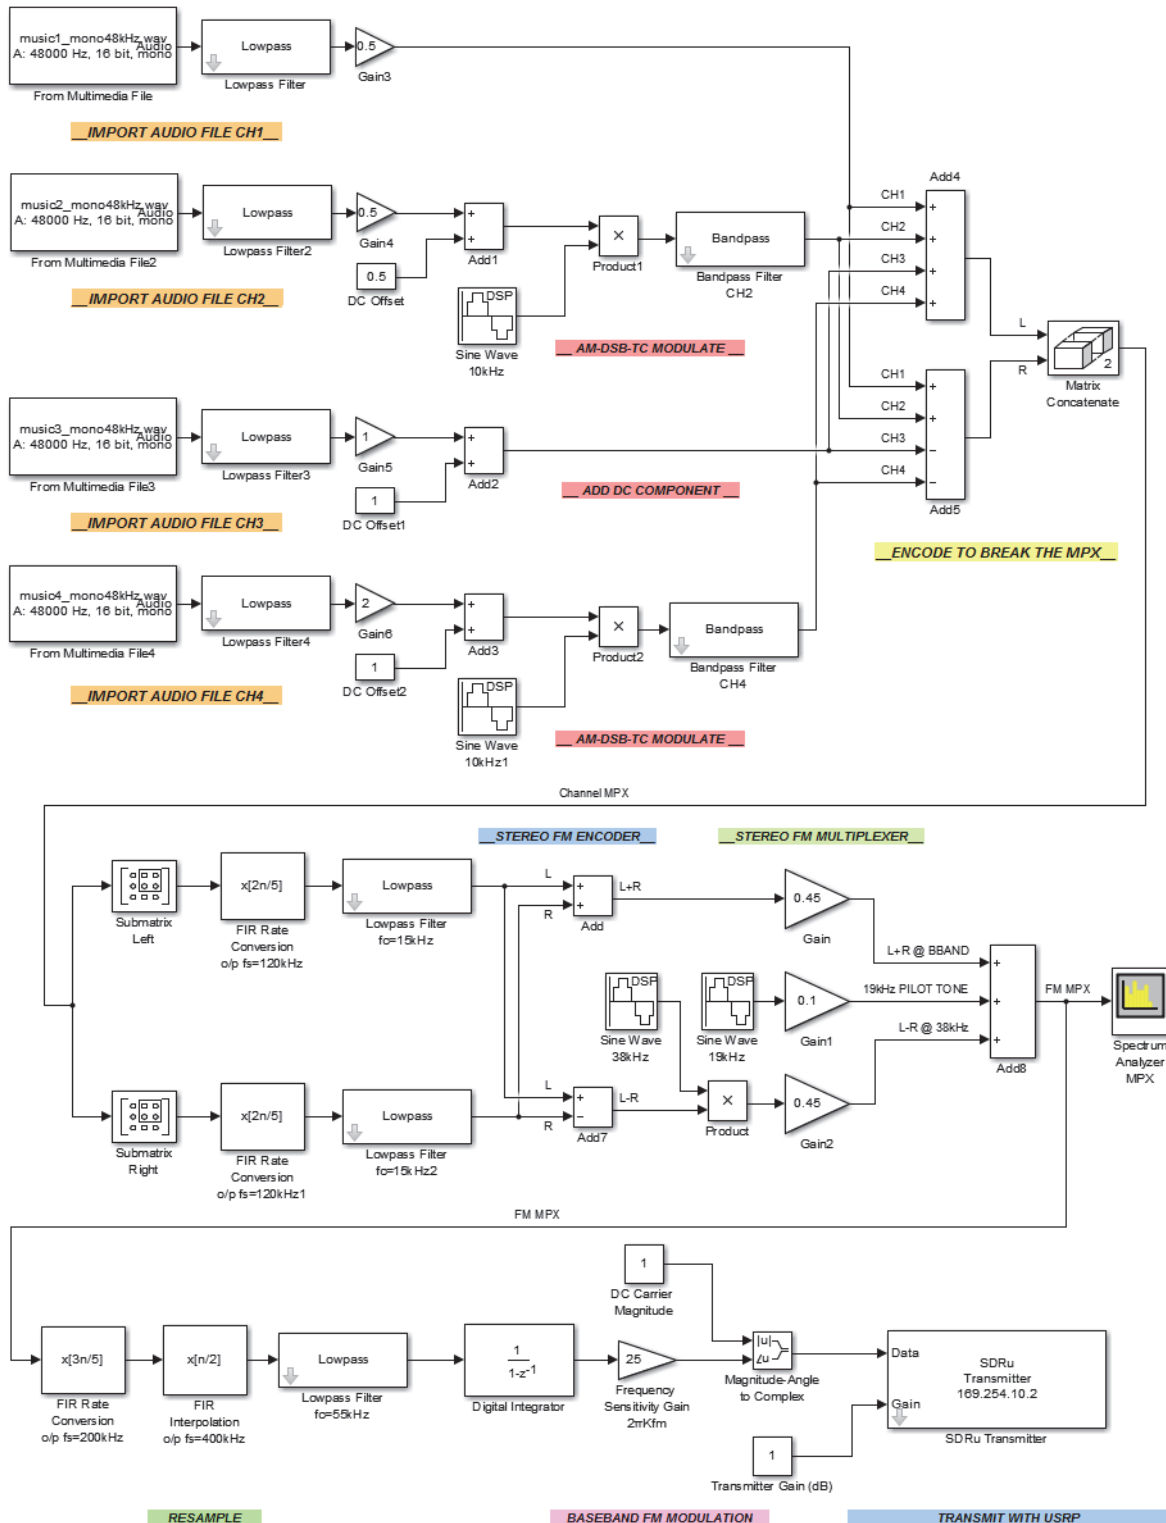 music1_mono48kHz.wav
Audio
A: 48000 Hz, 16 bit, mono
From Multimedia File
Lowpass
Lowpass Filter
0.5
Gain3
__IMPORT AUDIO FILE CH1__
music2_mono48kHz.wav
Audio
A: 48000 Hz, 16 bit, mono
From Multimedia File2
Lowpass
Lowpass Filter2
0.5
Gain4
0.5
DC Offset
+
+
Add1
DSP
Sine Wave
10kHz
×
Product1
Bandpass
Bandpass Filter
CH2
__IMPORT AUDIO FILE CH2__
__ AM-DSB-TC MODULATE __
Add4
CH1
+
CH2
+
CH3
+
CH4
+
L
R
2
Matrix
Concatenate
CH1
+
CH2
+
CH3
−
CH4
−
Add5
music3_mono48kHz.wav
Audio
A: 48000 Hz, 16 bit, mono
From Multimedia File3
Lowpass
Lowpass Filter3
1
Gain5
1
DC Offset1
+
+
Add2
__IMPORT AUDIO FILE CH3__
__ ADD DC COMPONENT __
__ENCODE TO BREAK THE MPX__
music4_mono48kHz.wav
Audio
A: 48000 Hz, 16 bit, mono
From Multimedia File4
Lowpass
Lowpass Filter4
2
Gain6
1
DC Offset2
+
+
Add3
DSP
Sine Wave
10kHz1
×
Product2
Bandpass
Bandpass Filter
CH4
__IMPORT AUDIO FILE CH4__
__ AM-DSB-TC MODULATE __
Channel MPX
__STEREO FM ENCODER__
__STEREO FM MULTIPLEXER__
Submatrix
Left
x[2n/5]
FIR Rate
Conversion
o/p fs=120kHz
Lowpass
Lowpass Filter
fc=15kHz
L
+
R
+
Add
L+R
0.45
Gain
L+R @ BBAND
+
DSP
Sine Wave
38kHz
DSP
Sine Wave
19kHz
0.1
Gain1
19kHz PILOT TONE
+
L-R @ 38kHz
+
Add8
FM MPX
Spectrum
Analyzer
MPX
Submatrix
Right
x[2n/5]
FIR Rate
Conversion
o/p fs=120kHz1
Lowpass
Lowpass Filter
fc=15kHz2
L
+
R
−
Add7
L-R
×
Product
0.45
Gain2
FM MPX
x[3n/5]
FIR Rate
Conversion
o/p fs=200kHz
x[n/2]
FIR
Interpolation
o/p fs=400kHz
Lowpass
Lowpass Filter
fc=55kHz
1
1-z⁻¹
Digital Integrator
25
Frequency
Sensitivity Gain
2πKfm
1
DC Carrier
Magnitude
|u|
∠u
Magnitude-Angle
to Complex
1
Transmitter Gain (dB)
Data
Gain
SDRu
Transmitter
169.254.10.2
SDRu Transmitter
RESAMPLE
BASEBAND FM MODULATION
TRANSMIT WITH USRP